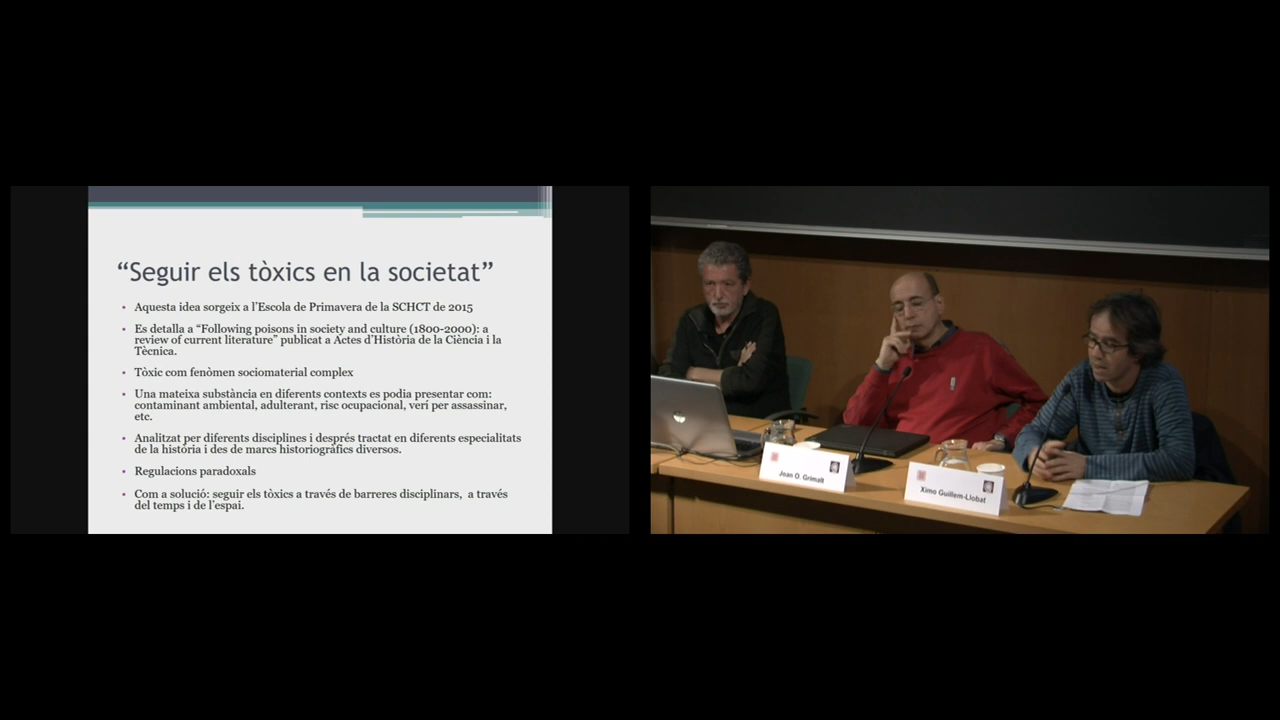 “Seguir els tòxics en la societat”
• Aquesta idea sorgeix a l’Escola de Primavera de la SCHCT de 2015
• Es detalla a “Following poisons in society and culture (1800-2000): a
review of current literature” publicat a Actes d’Història de la Ciència i la
Tècnica.
• Tòxic com fenòmen sociomaterial complex
• Una mateixa substància en diferents contexts es podia presentar com:
contaminant ambiental, adulterant, risc ocupacional, verí per assassinar,
etc.
• Analitzat per diferents disciplines i després tractat en diferents especialitats
de la història i des de marcs historiogràfics diversos.
• Regulacions paradoxals
• Com a solució: seguir els tòxics a través de barreres disciplinars, a través
del temps i de l’espai.
Joan O. Grimalt
Ximo Guillem-Llobat